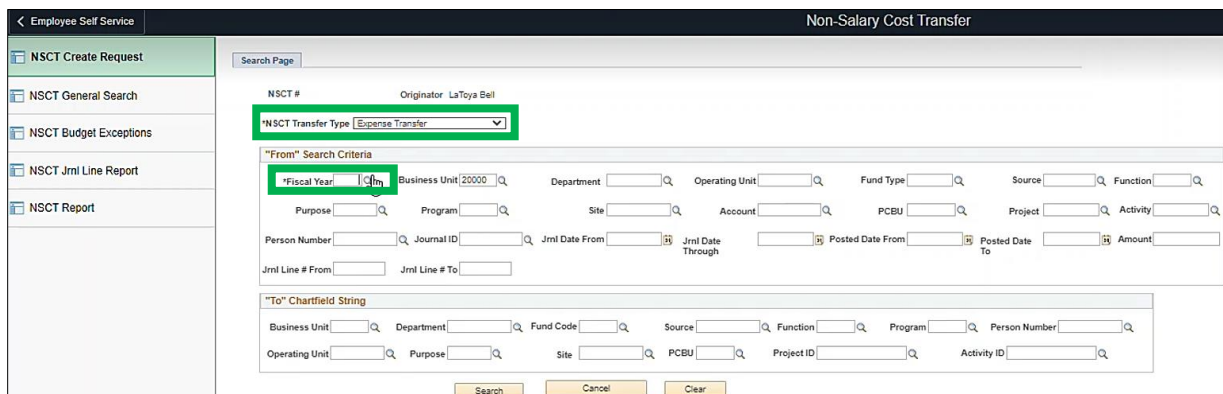 Employee Self Service
Non-Salary Cost Transfer
NSCT Create Request
NSCT General Search
NSCT Budget Exceptions
NSCT Jrnl Line Report
NSCT Report
Search Page
NSCT # Originator LaToya Bell
*NSCT Transfer Type Expense Transfer
"From" Search Criteria
*Fiscal Year Business Unit 20000 Department Operating Unit Fund Type Source Function
Purpose Program Site Account PCBU Project Activity
Person Number Journal ID Jrnl Date From Jrnl Date Through Posted Date From Posted Date To Amount
Jrnl Line # From Jrnl Line # To
"To" Chartfield String
Business Unit Department Fund Code Source Function Program Person Number
Operating Unit Purpose Site PCBU Project ID Activity ID
Search Cancel Clear